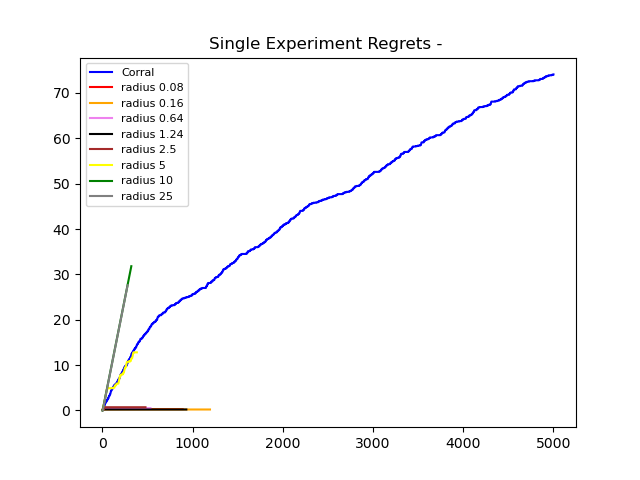 Single Experiment Regrets -
70
60
50
40
30
20
10
0
0 1000 2000 3000 4000 5000
Corral
radius 0.08
radius 0.16
radius 0.64
radius 1.24
radius 2.5
radius 5
radius 10
radius 25